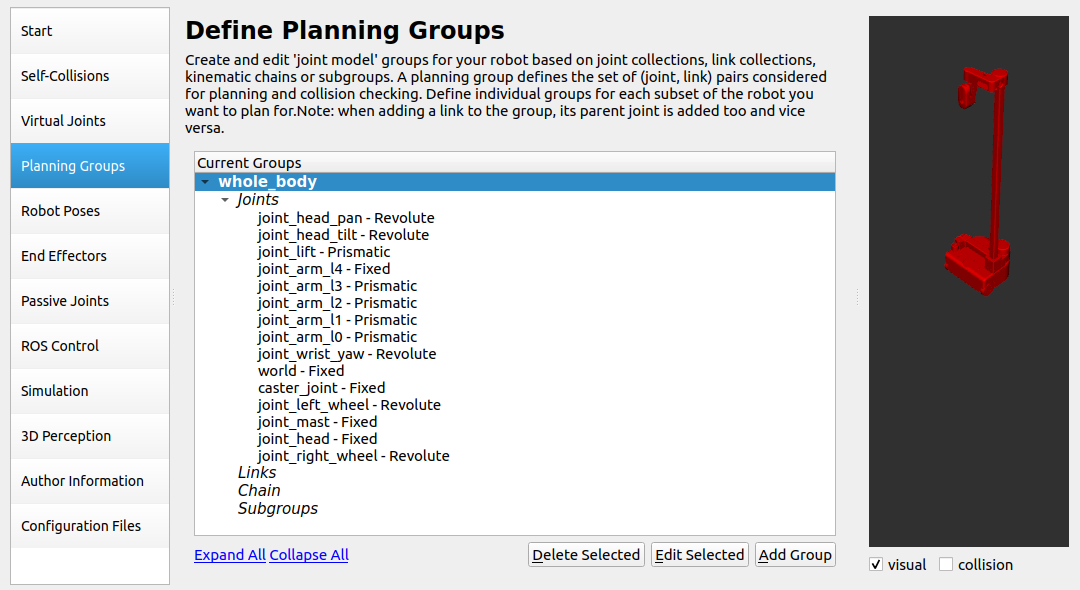 Start
Self-Collisions
Virtual Joints
Planning Groups
Robot Poses
End Effectors
Passive Joints
ROS Control
Simulation
3D Perception
Author Information
Configuration Files
Define Planning Groups
Create and edit 'joint model' groups for your robot based on joint collections, link collections,
kinematic chains or subgroups. A planning group defines the set of (joint, link) pairs considered
for planning and collision checking. Define individual groups for each subset of the robot you
want to plan for.Note: when adding a link to the group, its parent joint is added too and vice
versa.
Current Groups
whole_body
Joints
joint_head_pan - Revolute
joint_head_tilt - Revolute
joint_lift - Prismatic
joint_arm_l4 - Fixed
joint_arm_l3 - Prismatic
joint_arm_l2 - Prismatic
joint_arm_l1 - Prismatic
joint_arm_l0 - Prismatic
joint_wrist_yaw - Revolute
world - Fixed
caster_joint - Fixed
joint_left_wheel - Revolute
joint_mast - Fixed
joint_head - Fixed
joint_right_wheel - Revolute
Links
Chain
Subgroups
Expand All Collapse All
Delete Selected
Edit Selected
Add Group
visual
collision